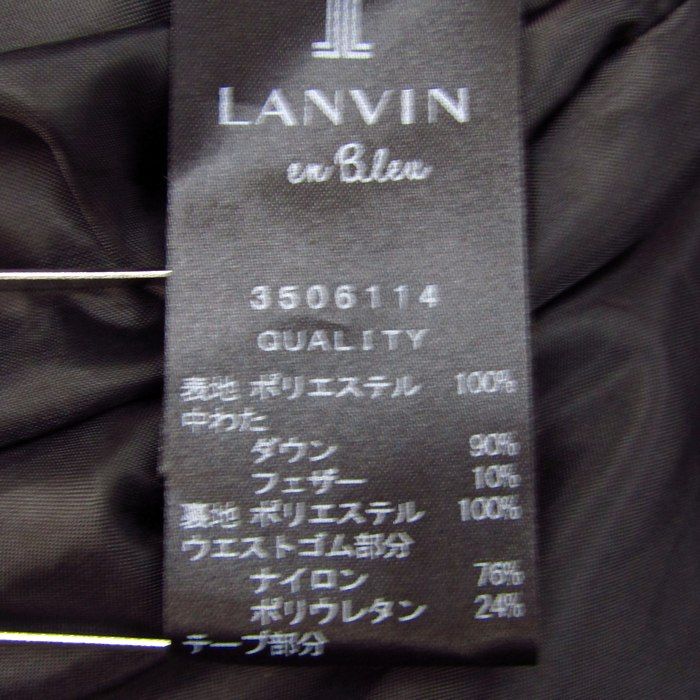 LANVIN
en Bleu
3506114
QUALITY
表地 ポリエステル 100%
中わた
ダウン 90%
フェザー 10%
裏地 ポリエステル 100%
ウエストゴム部分
ナイロン 76%
ポリウレタン 24%
テープ部分